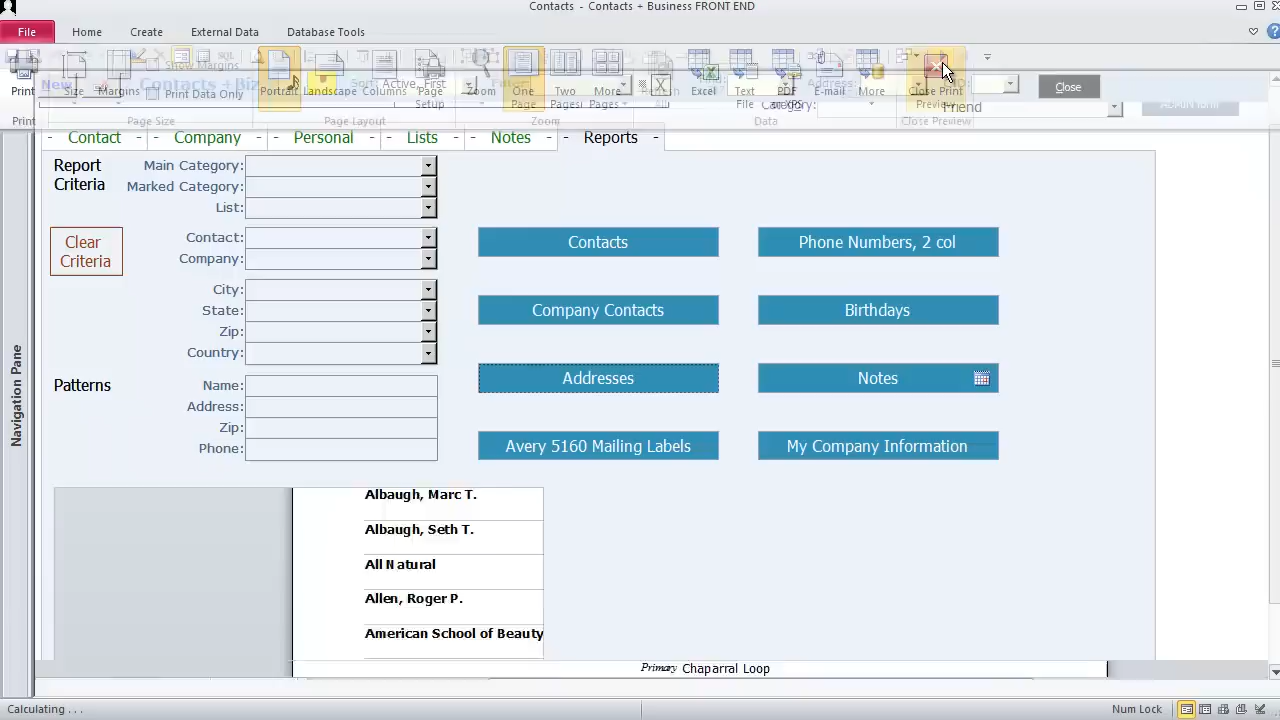 Contacts - Contacts + Business FRONT END
File Home Create External Data Database Tools
Show Margins
Print Data Only
Print Size Margins Portrait Landscape Columns Page Setup Zoom One Page Two Pages More Pages Excel Text File E-mail More Close Print Preview Close
Friend
Print Page Size Page Layout Zoom Data Close Preview
- Contact - - Company - - Personal - - Lists - - Notes - - Reports -
Report Criteria
Main Category:
Marked Category:
List:
Clear Criteria
Contact:
Company:
City:
State:
Zip:
Country:
Patterns
Name:
Address:
Zip:
Phone:
Contacts Phone Numbers, 2 col
Company Contacts Birthdays
Addresses Notes
Avery 5160 Mailing Labels My Company Information
Navigation Pane
Albaugh, Marc T.
Albaugh, Seth T.
All Natural
Allen, Roger P.
American School of Beauty
Primary Chaparral Loop
Calculating . . . Num Lock